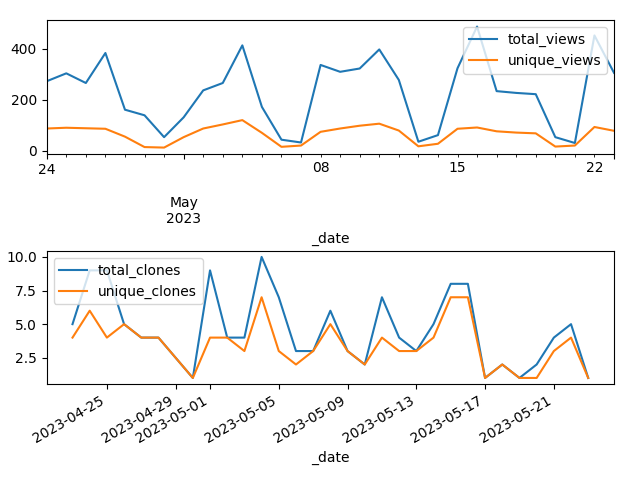 total_views
unique_views
400
200
0
24
08
15
22
May
2023
_date
total_clones
unique_clones
10.0
7.5
5.0
2.5
2023-04-25
2023-04-29
2023-05-01
2023-05-05
2023-05-09
2023-05-13
2023-05-17
2023-05-21
_date